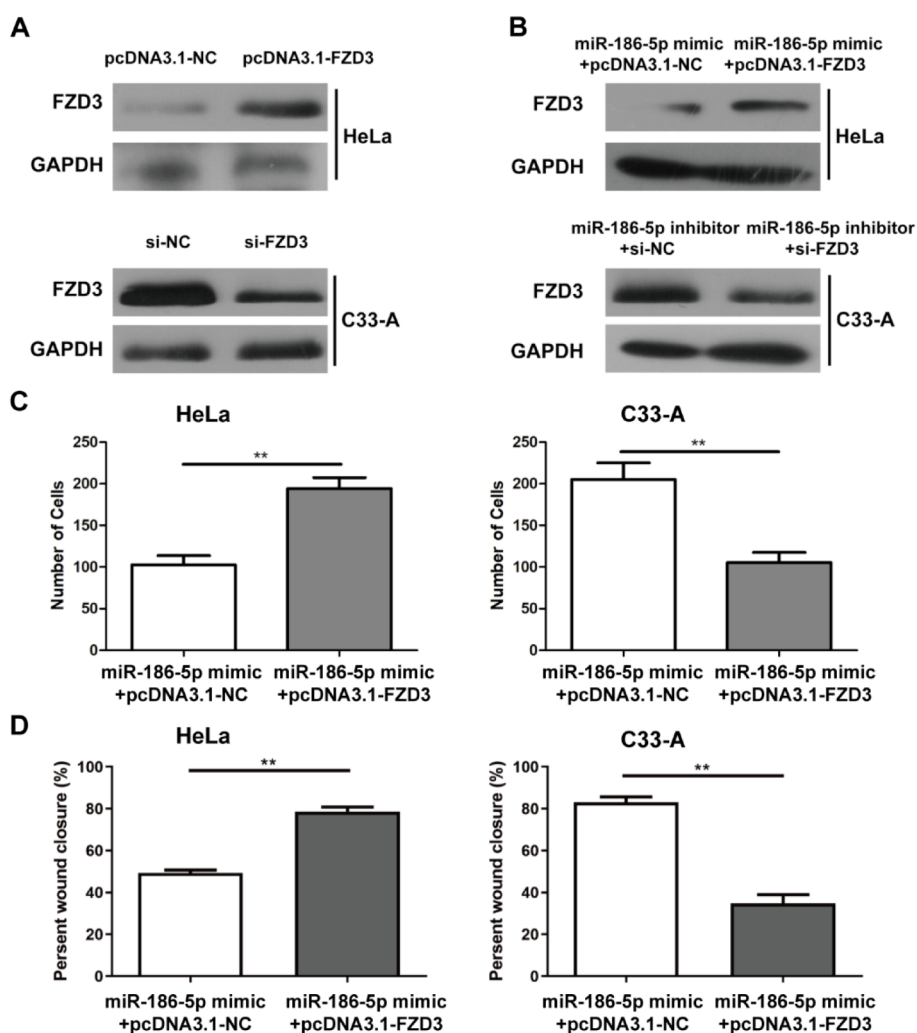 A
pcDNA3.1-NC pcDNA3.1-FZD3
FZD3
GAPDH
HeLa
si-NC si-FZD3
FZD3
GAPDH
C33-A
B
miR-186-5p mimic miR-186-5p mimic
+pcDNA3.1-NC +pcDNA3.1-FZD3
FZD3
GAPDH
HeLa
miR-186-5p inhibitor miR-186-5p inhibitor
+si-NC +si-FZD3
FZD3
GAPDH
C33-A
C
HeLa
Number of Cells
250
200
150
100
50
0
**
miR-186-5p mimic miR-186-5p mimic
+pcDNA3.1-NC +pcDNA3.1-FZD3
C33-A
Number of Cells
250
200
150
100
50
0
**
miR-186-5p mimic miR-186-5p mimic
+pcDNA3.1-NC +pcDNA3.1-FZD3
D
HeLa
Persent wound closure (%)
100
80
60
40
20
0
**
miR-186-5p mimic miR-186-5p mimic
+pcDNA3.1-NC +pcDNA3.1-FZD3
C33-A
Persent wound closure (%)
100
80
60
40
20
0
**
miR-186-5p mimic miR-186-5p mimic
+pcDNA3.1-NC +pcDNA3.1-FZD3